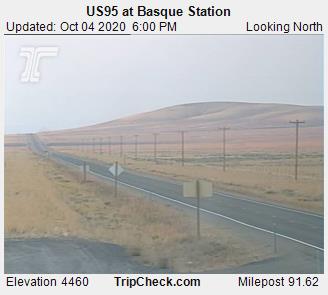 US95 at Basque Station
Updated: Oct 04 2020 6:00 PM Looking North
Elevation 4460 TripCheck.com Milepost 91.62